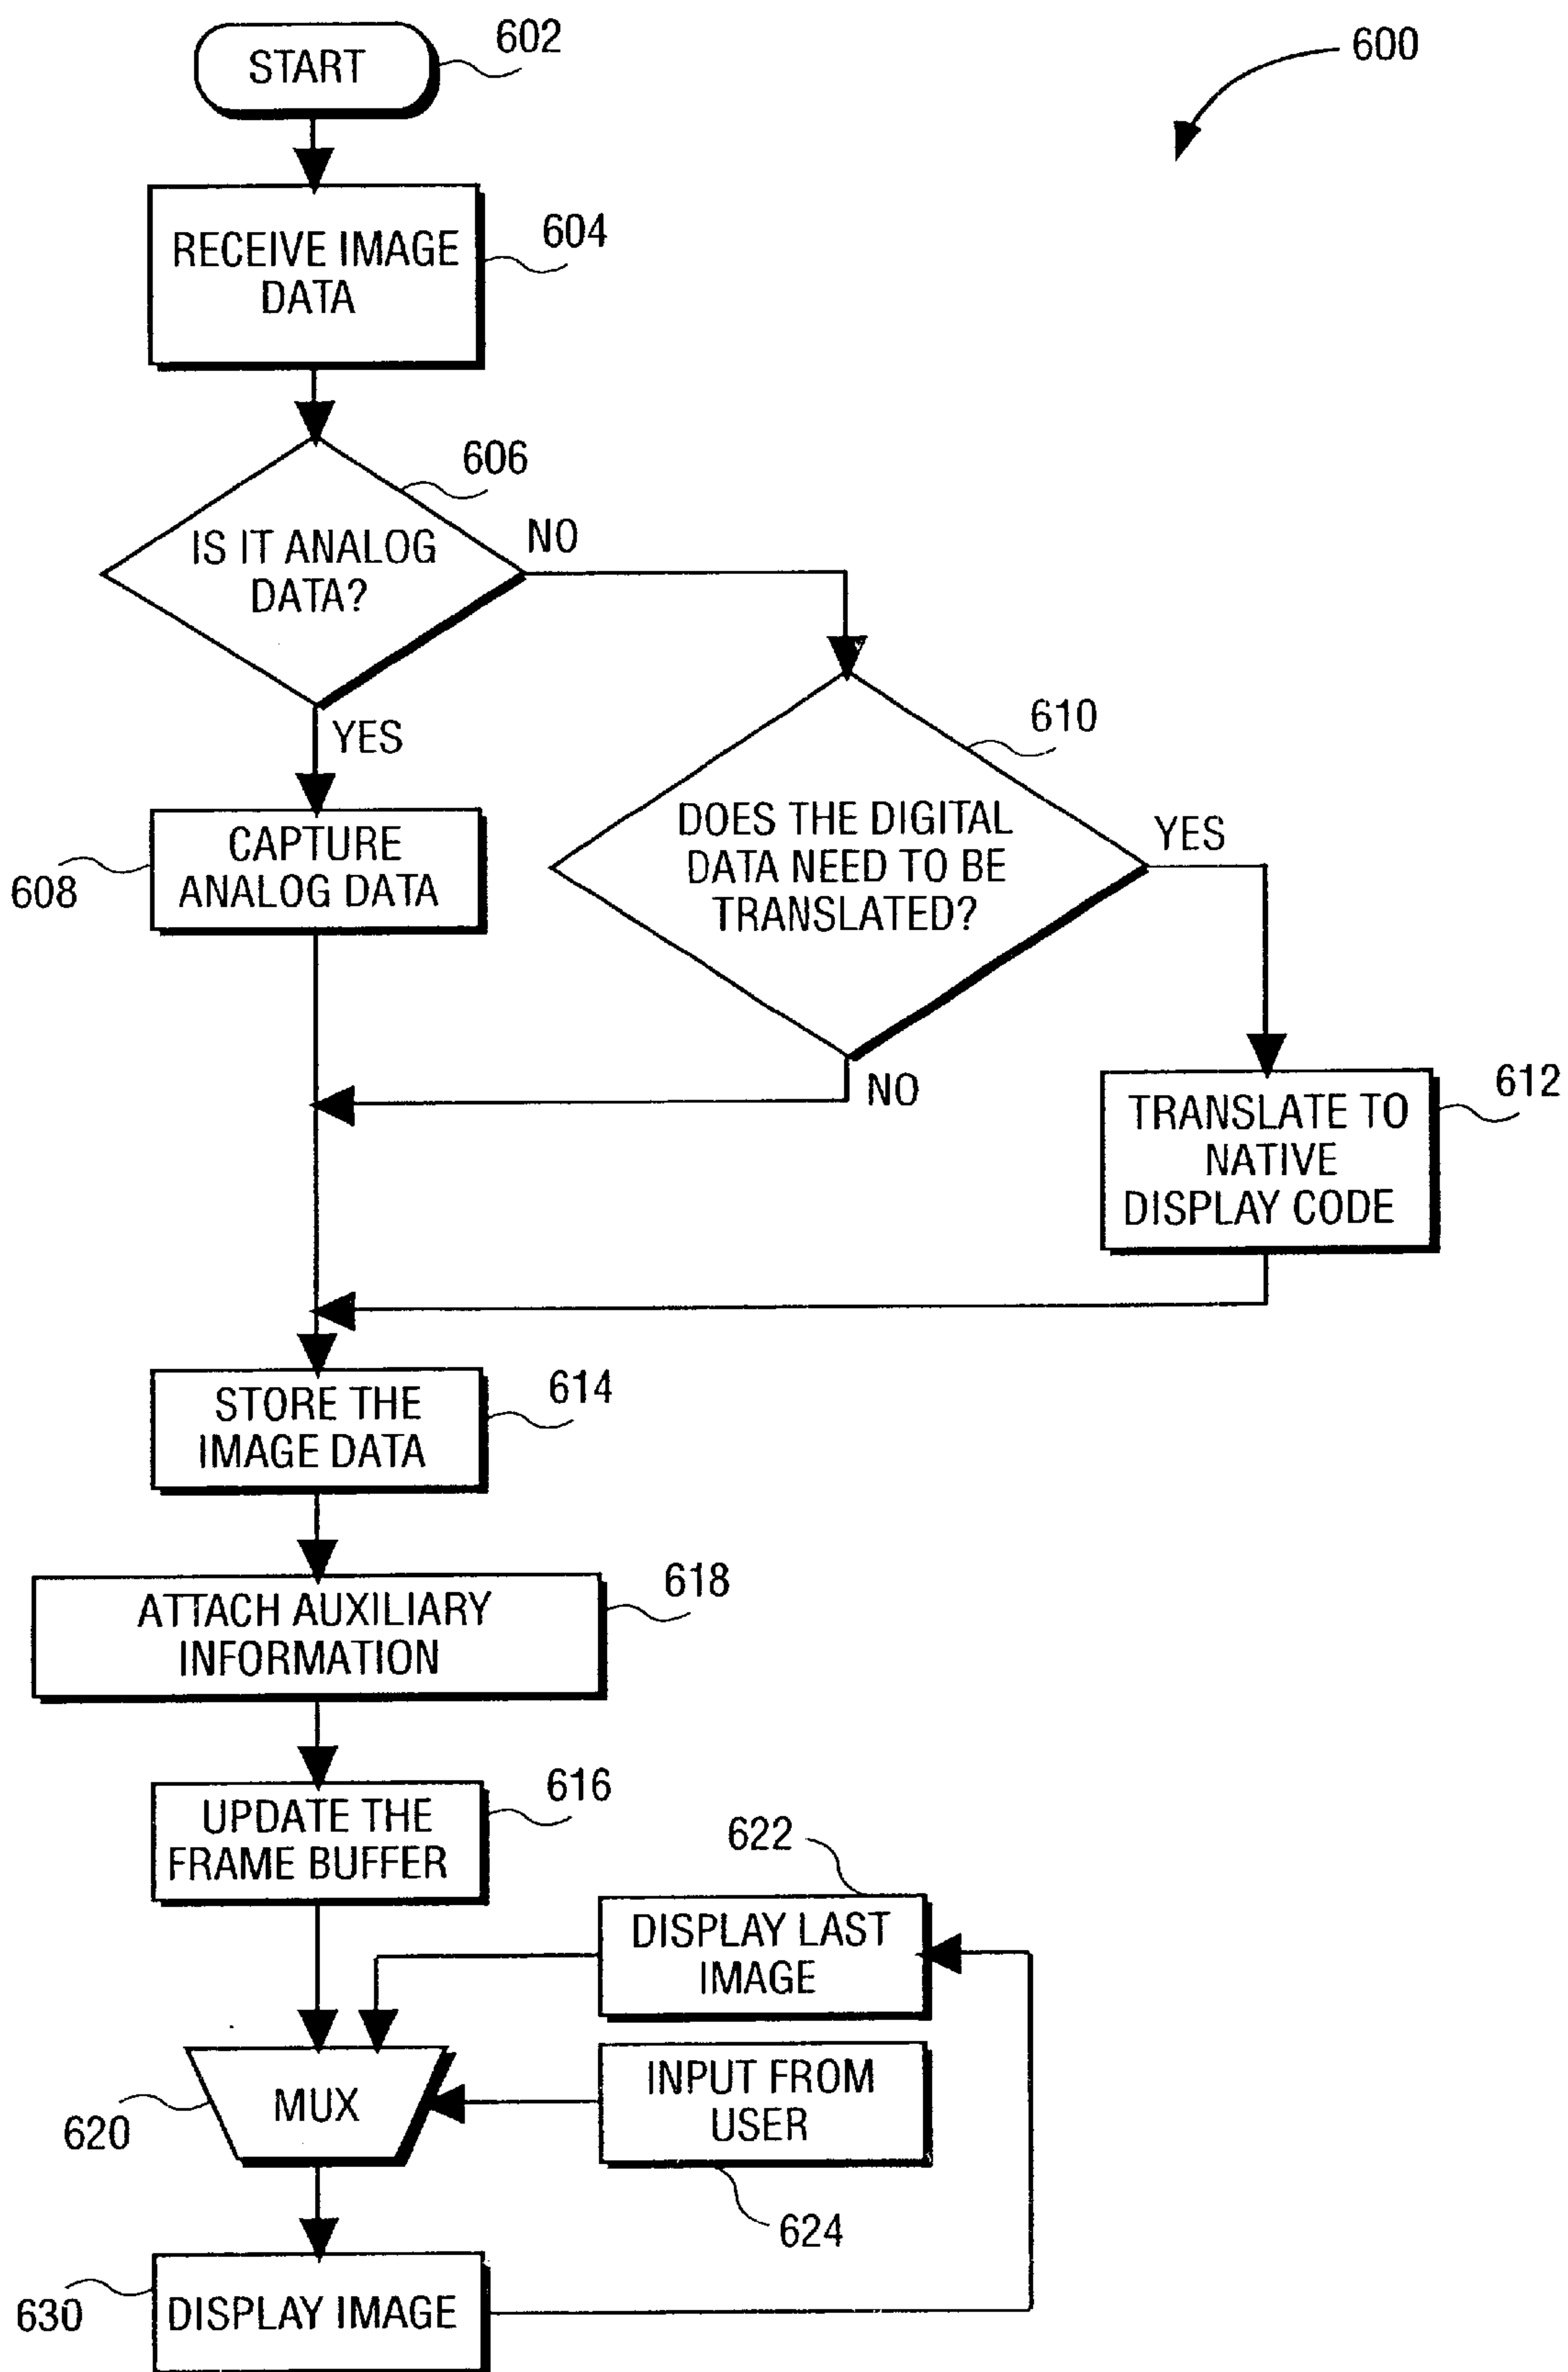 START
602
600
RECEIVE IMAGE
DATA
604
606
IS IT ANALOG
DATA?
NO
YES
610
DOES THE DIGITAL
DATA NEED TO BE
TRANSLATED?
YES
NO
608
CAPTURE
ANALOG DATA
612
TRANSLATE TO
NATIVE
DISPLAY CODE
614
STORE THE
IMAGE DATA
618
ATTACH AUXILIARY
INFORMATION
616
UPDATE THE
FRAME BUFFER
622
DISPLAY LAST
IMAGE
MUX
620
INPUT FROM
USER
624
630
DISPLAY IMAGE